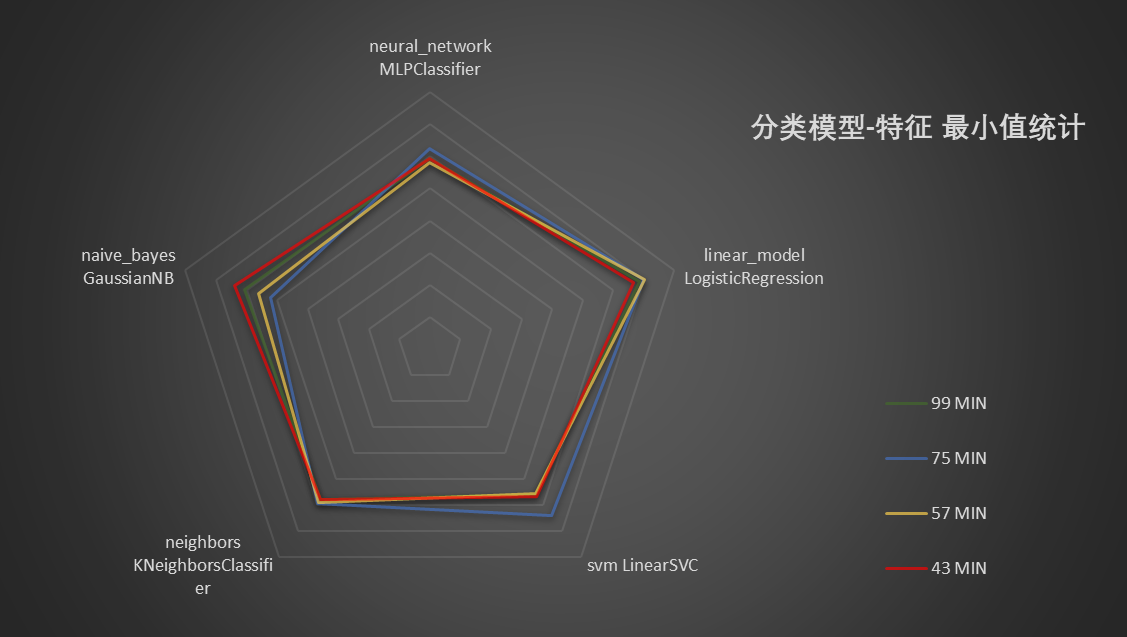 neural_network
MLPClassifier
分类模型-特征 最小值统计
linear_model
LogisticRegression
naive_bayes
GaussianNB
99 MIN
75 MIN
57 MIN
43 MIN
neighbors
KNeighborsClassifi
er
svm LinearSVC